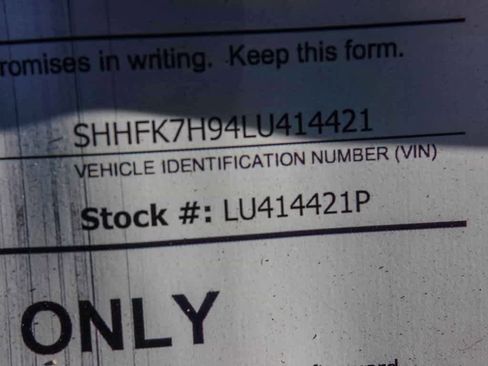 romises in writing. Keep this form.
SHHFK7H94LU414421
VEHICLE IDENTIFICATION NUMBER (VIN)
Stock #: LU414421P
ONLY